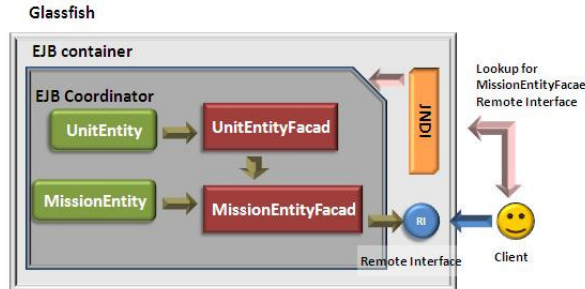 Glassfish
EJB container
EJB Coordinator
UnitEntity
UnitEntityFacad
MissionEntity
MissionEntityFacad
JNDI
Lookup for
MissionEntityFacae
Remote Interface
RI
Remote Interface
Client